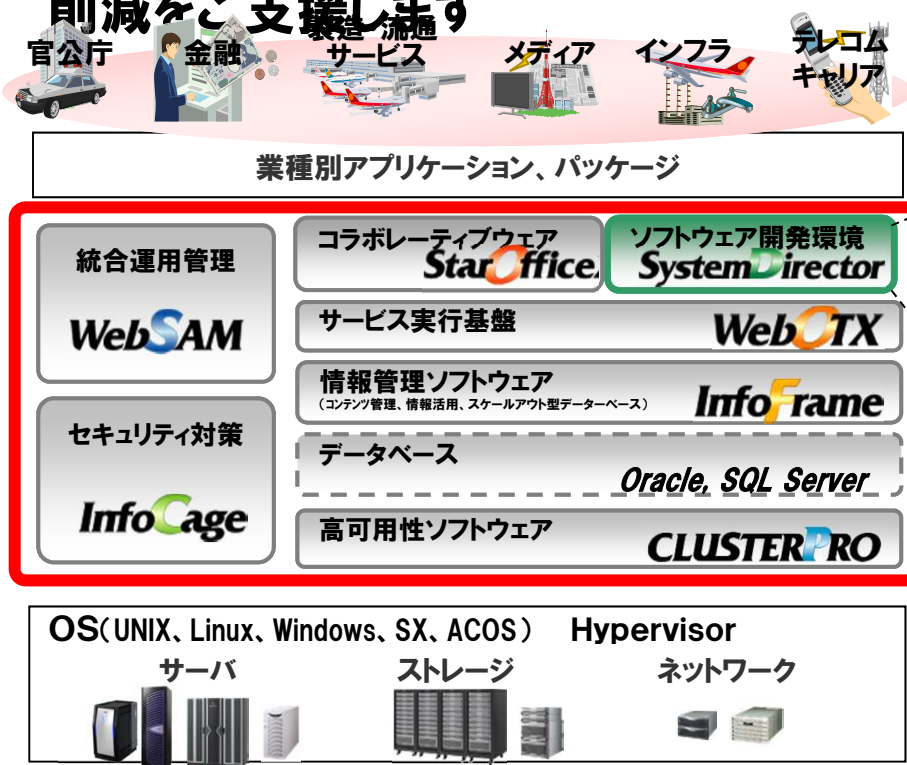 削減をご支援します
官公庁
金融
製造 流通
サービス
メディア
インフラ
テレコム
キャリア
業種別アプリケーション、パッケージ
統合運用管理
WebSAM
セキュリティ対策
InfoCage
コラボレーティブウェア
StarOffice
ソフトウェア開発環境
SystemDirector
サービス実行基盤
WebOTX
情報管理ソフトウェア
(コンテンツ管理、情報活用、スケールアウト型データーベース)
InfoFrame
データベース
Oracle, SQL Server
高可用性ソフトウェア
CLUSTERPRO
OS(UNIX、Linux、Windows、SX、ACOS) Hypervisor
サーバ
ストレージ
ネットワーク